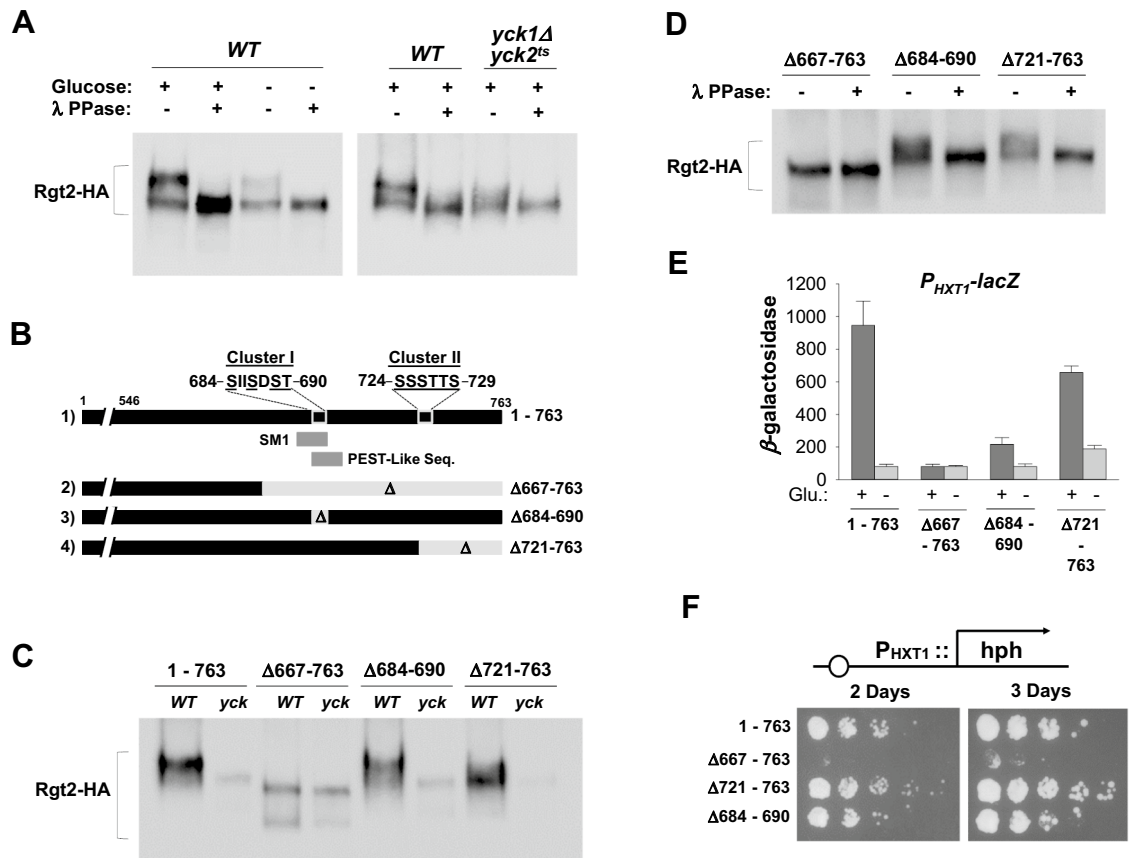 A
WT
WT
yck1Δ
yck2ts
Glucose: + + - - + + + +
λ PPase: - + - + - + - +
Rgt2-HA
B
Cluster I
Cluster II
684-SIISDST-690
724-SSSTTS-729
1 546 763
1) 1 - 763
SM1
PEST-Like Seq.
2) Δ Δ667-763
3) Δ Δ684-690
4) Δ Δ721-763
C
1 - 763 Δ667-763 Δ684-690 Δ721-763
WT yck WT yck WT yck WT yck
Rgt2-HA
D
Δ667-763 Δ684-690 Δ721-763
λ PPase: - + - + - +
Rgt2-HA
E
PHXT1-lacZ
β-galactosidase
1200
1000
800
600
400
200
0
Glu.: + - + - + - + -
1 - 763
Δ667
- 763
Δ684 -
690
Δ721
-
763
F
PHXT1 :: hph
2 Days 3 Days
1 - 763
Δ667 - 763
Δ721 - 763
Δ684 - 690